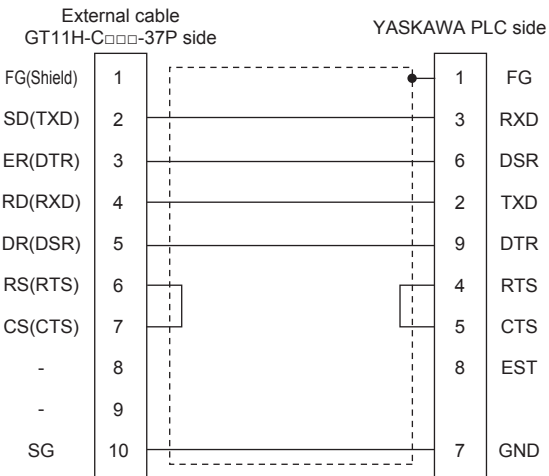 External cable
GT11H-C□□□-37P side
YASKAWA PLC side
FG(Shield) 1 1 FG
SD(TXD) 2 3 RXD
ER(DTR) 3 6 DSR
RD(RXD) 4 2 TXD
DR(DSR) 5 9 DTR
RS(RTS) 6 4 RTS
CS(CTS) 7 5 CTS
- 8 8 EST
- 9
SG 10 7 GND